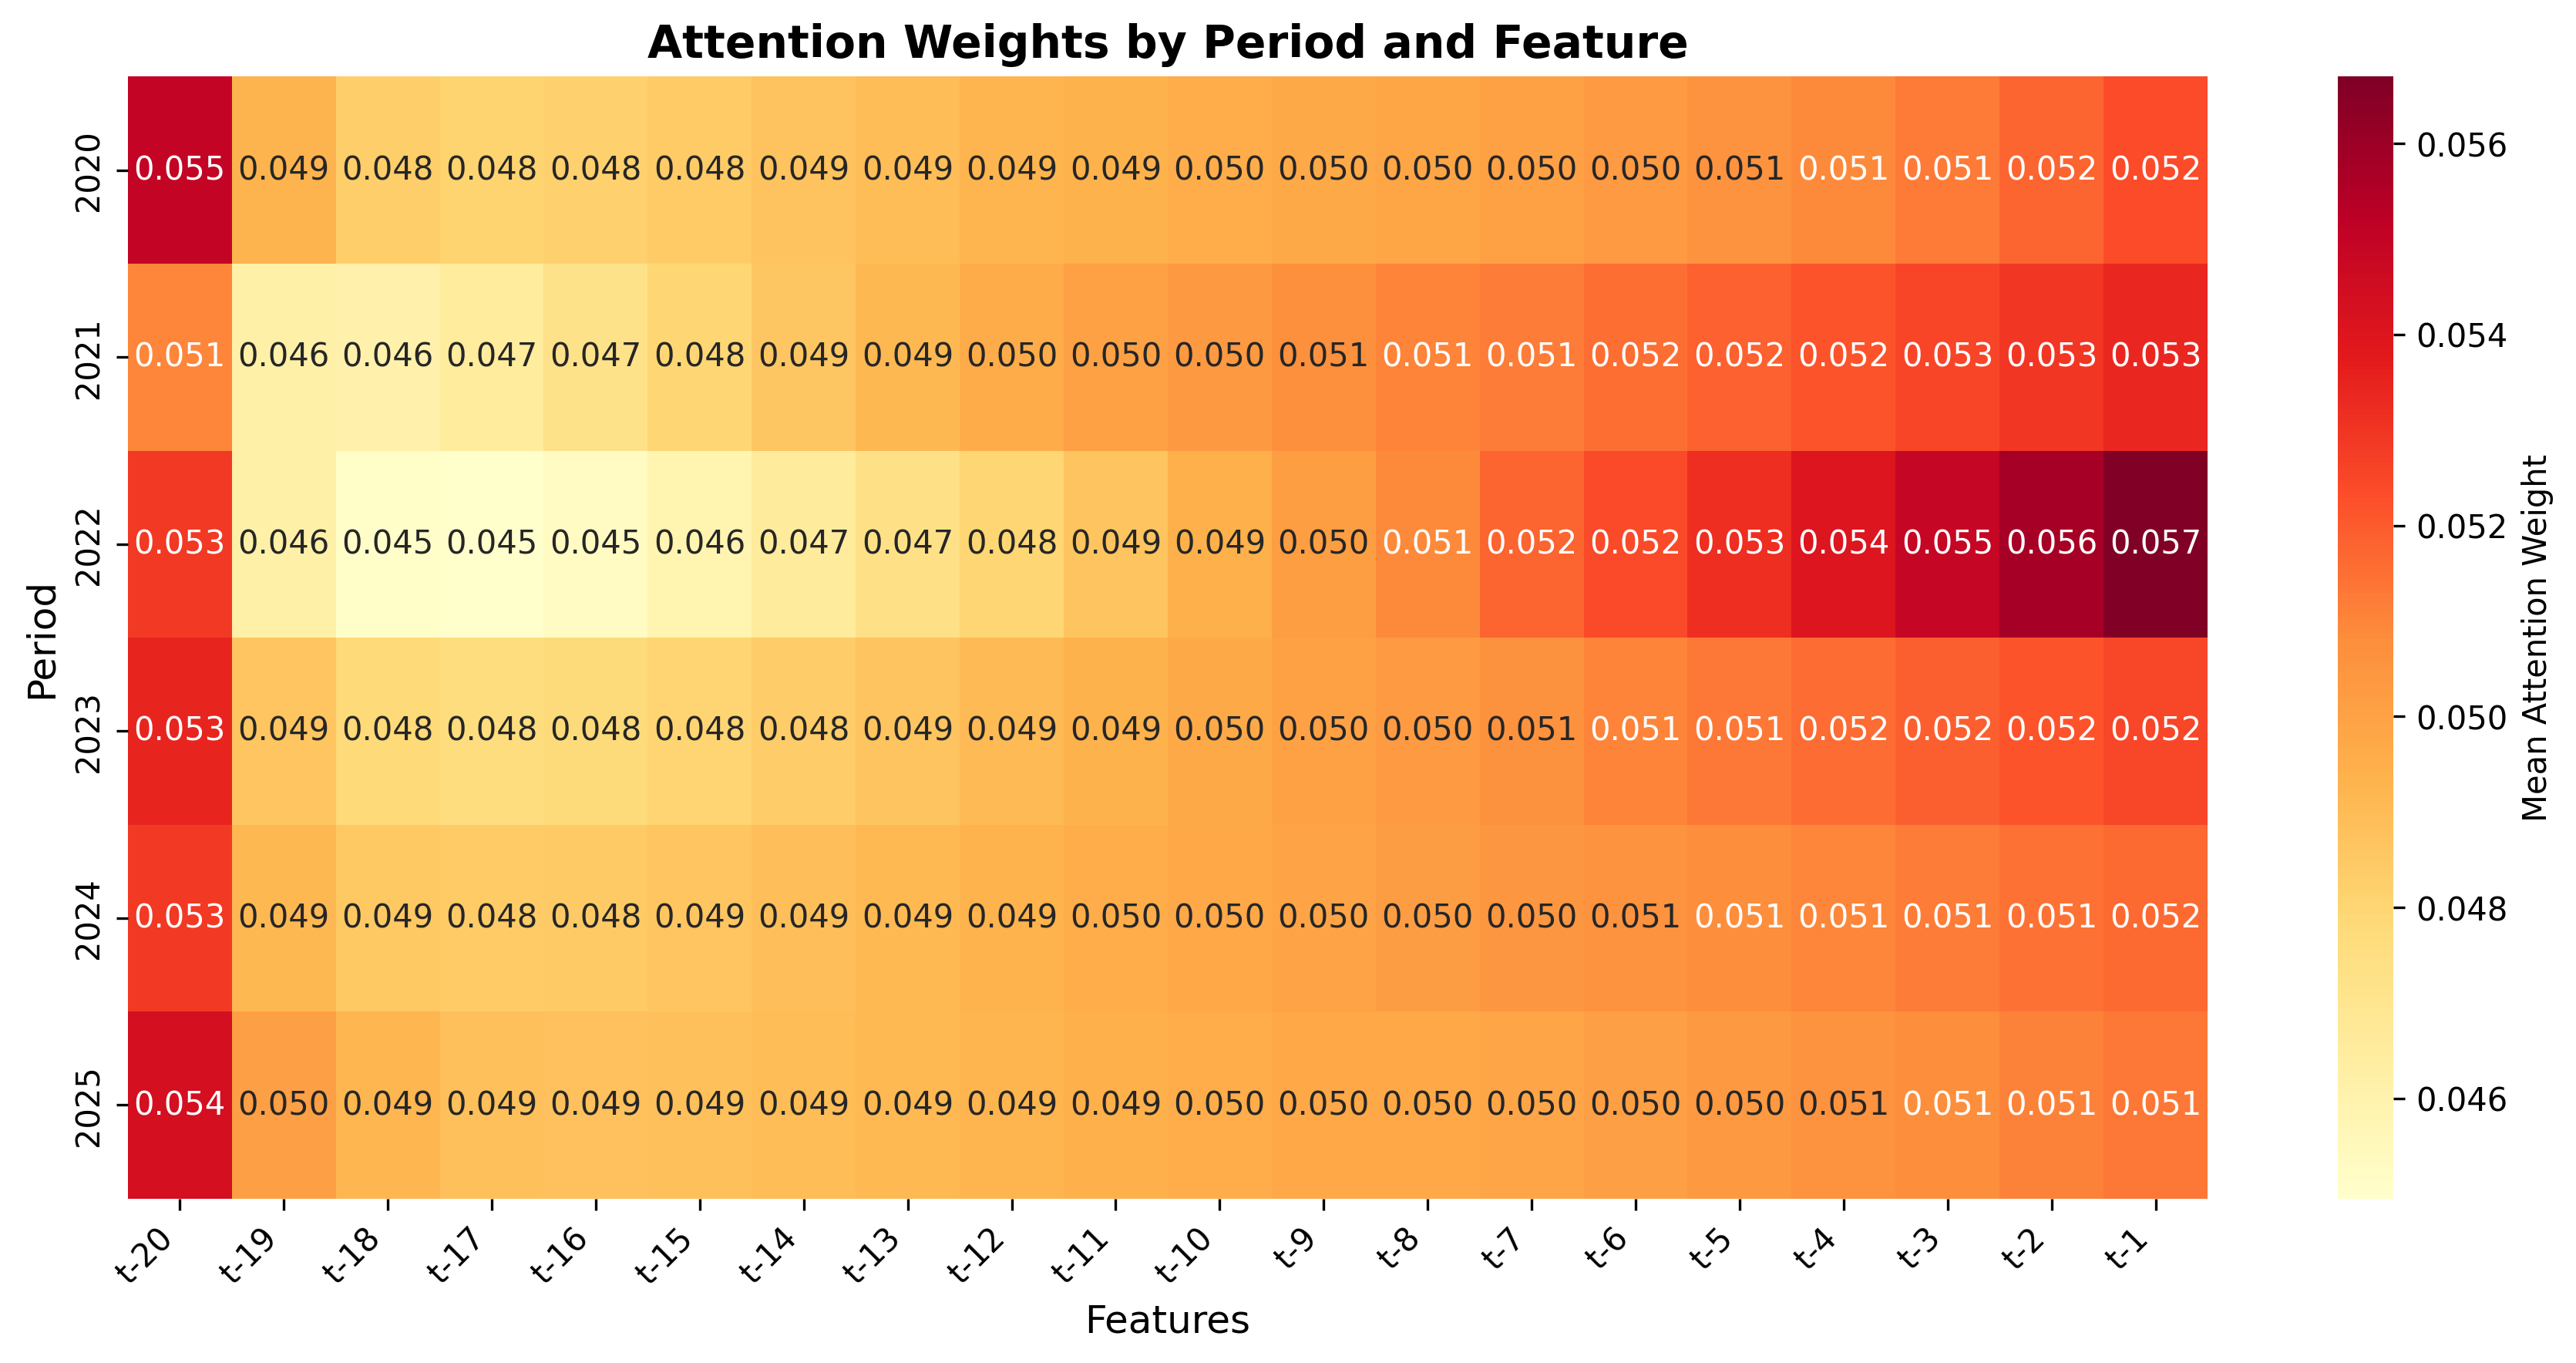 Attention Weights by Period and Feature
Period
2020 0.055 0.049 0.048 0.048 0.048 0.048 0.049 0.049 0.049 0.049 0.050 0.050 0.050 0.050 0.050 0.051 0.051 0.051 0.052 0.052
2021 0.051 0.046 0.046 0.047 0.047 0.048 0.049 0.049 0.050 0.050 0.050 0.051 0.051 0.051 0.052 0.052 0.052 0.053 0.053 0.053
2022 0.053 0.046 0.045 0.045 0.045 0.046 0.047 0.047 0.048 0.049 0.049 0.050 0.051 0.052 0.052 0.053 0.054 0.055 0.056 0.057
2023 0.053 0.049 0.048 0.048 0.048 0.048 0.048 0.049 0.049 0.049 0.050 0.050 0.050 0.051 0.051 0.051 0.052 0.052 0.052 0.052
2024 0.053 0.049 0.049 0.048 0.048 0.049 0.049 0.049 0.049 0.050 0.050 0.050 0.050 0.050 0.051 0.051 0.051 0.051 0.051 0.052
2025 0.054 0.050 0.049 0.049 0.049 0.049 0.049 0.049 0.049 0.049 0.050 0.050 0.050 0.050 0.050 0.050 0.051 0.051 0.051 0.051
t-20 t-19 t-18 t-17 t-16 t-15 t-14 t-13 t-12 t-11 t-10 t-9 t-8 t-7 t-6 t-5 t-4 t-3 t-2 t-1
Features
0.056
0.054
0.052
0.050
0.048
0.046
Mean Attention Weight